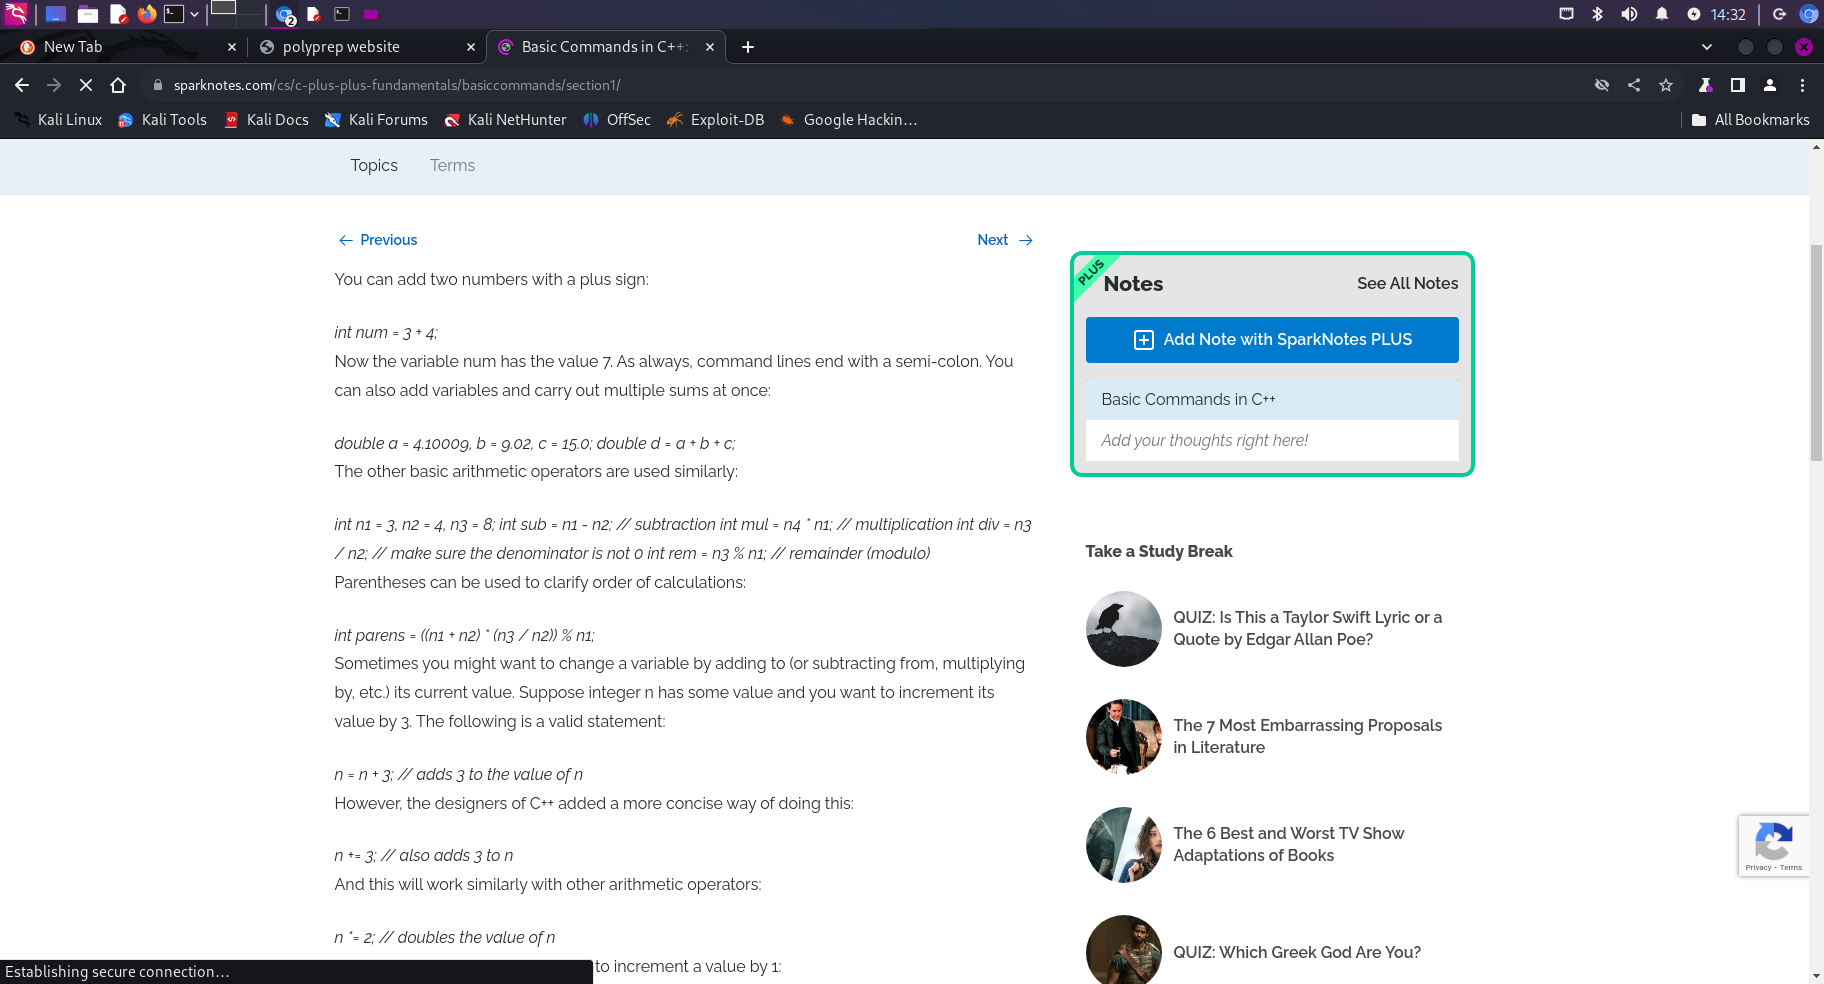 2
14:32
New Tab
polyprep website
Basic Commands in C++:
sparknotes.com/cs/c-plus-plus-fundamentals/basiccommands/section1/
Kali Linux
Kali Tools
Kali Docs
Kali Forums
Kali NetHunter
OffSec
Exploit-DB
Google Hackin…
All Bookmarks
Topics
Terms
Previous
Next
You can add two numbers with a plus sign:
int num = 3 + 4;
Now the variable num has the value 7. As always, command lines end with a semi-colon. You
can also add variables and carry out multiple sums at once:
double a = 4.10009, b = 9.02, c = 15.0; double d = a + b + c;
The other basic arithmetic operators are used similarly:
int n1 = 3, n2 = 4, n3 = 8; int sub = n1 - n2; // subtraction int mul = n4 * n1; // multiplication int div = n3
/ n2; // make sure the denominator is not 0 int rem = n3 % n1; // remainder (modulo)
Parentheses can be used to clarify order of calculations:
int parens = ((n1 + n2) * (n3 / n2)) % n1;
Sometimes you might want to change a variable by adding to (or subtracting from, multiplying
by, etc.) its current value. Suppose integer n has some value and you want to increment its
value by 3. The following is a valid statement:
n = n + 3; // adds 3 to the value of n
However, the designers of C++ added a more concise way of doing this:
n += 3; // also adds 3 to n
And this will work similarly with other arithmetic operators:
n *= 2; // doubles the value of n
to increment a value by 1:
PLUS
Notes
See All Notes
Add Note with SparkNotes PLUS
Basic Commands in C++
Add your thoughts right here!
Take a Study Break
QUIZ: Is This a Taylor Swift Lyric or a
Quote by Edgar Allan Poe?
The 7 Most Embarrassing Proposals
in Literature
The 6 Best and Worst TV Show
Adaptations of Books
QUIZ: Which Greek God Are You?
Privacy - Terms
Establishing secure connection…